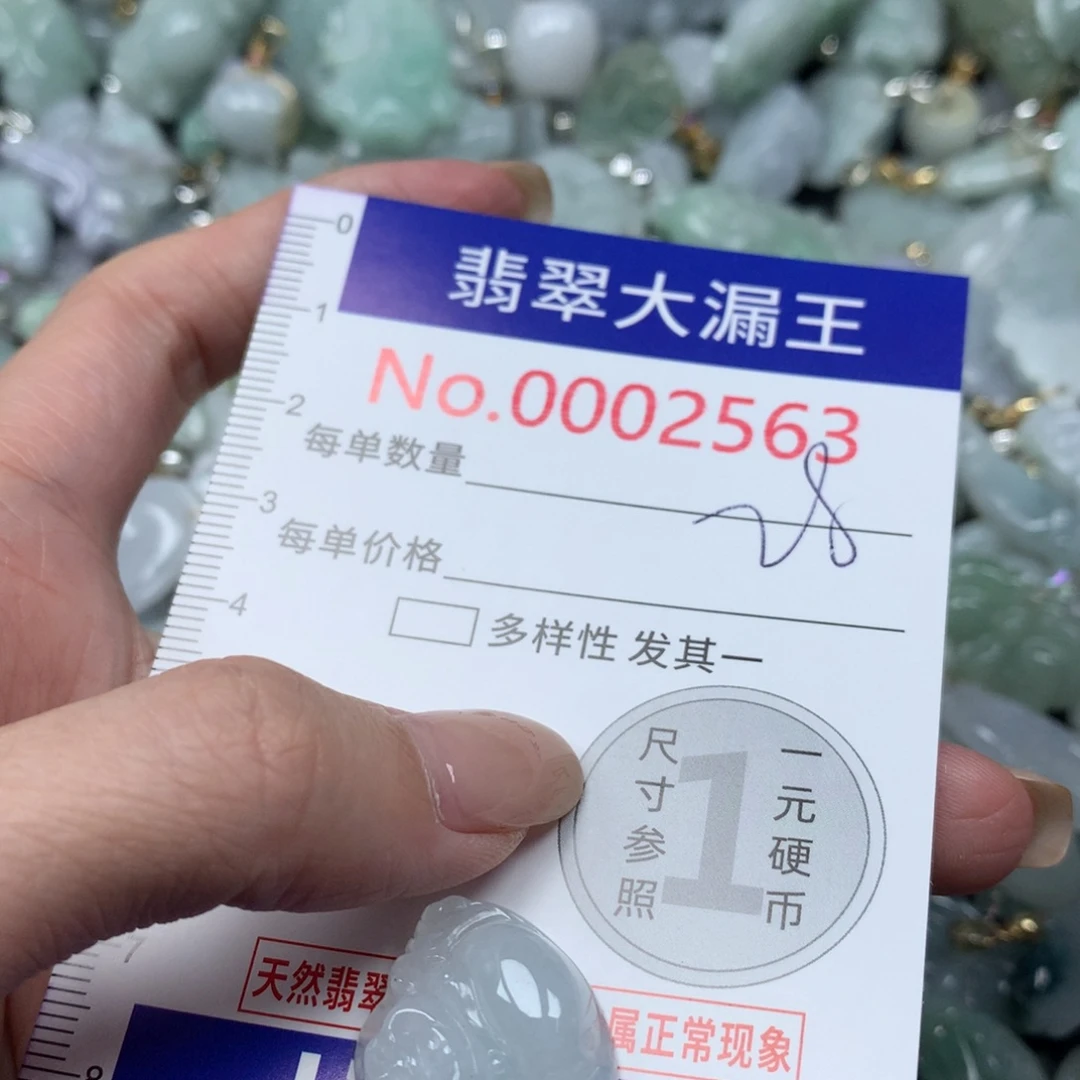 翡翠大漏王
No.0002563
每单数量
28
每单价格
多样性 发其一
尺寸参照
一元硬币
1
天然翡翠
属正常现象
0
1
2
3
4
7
8